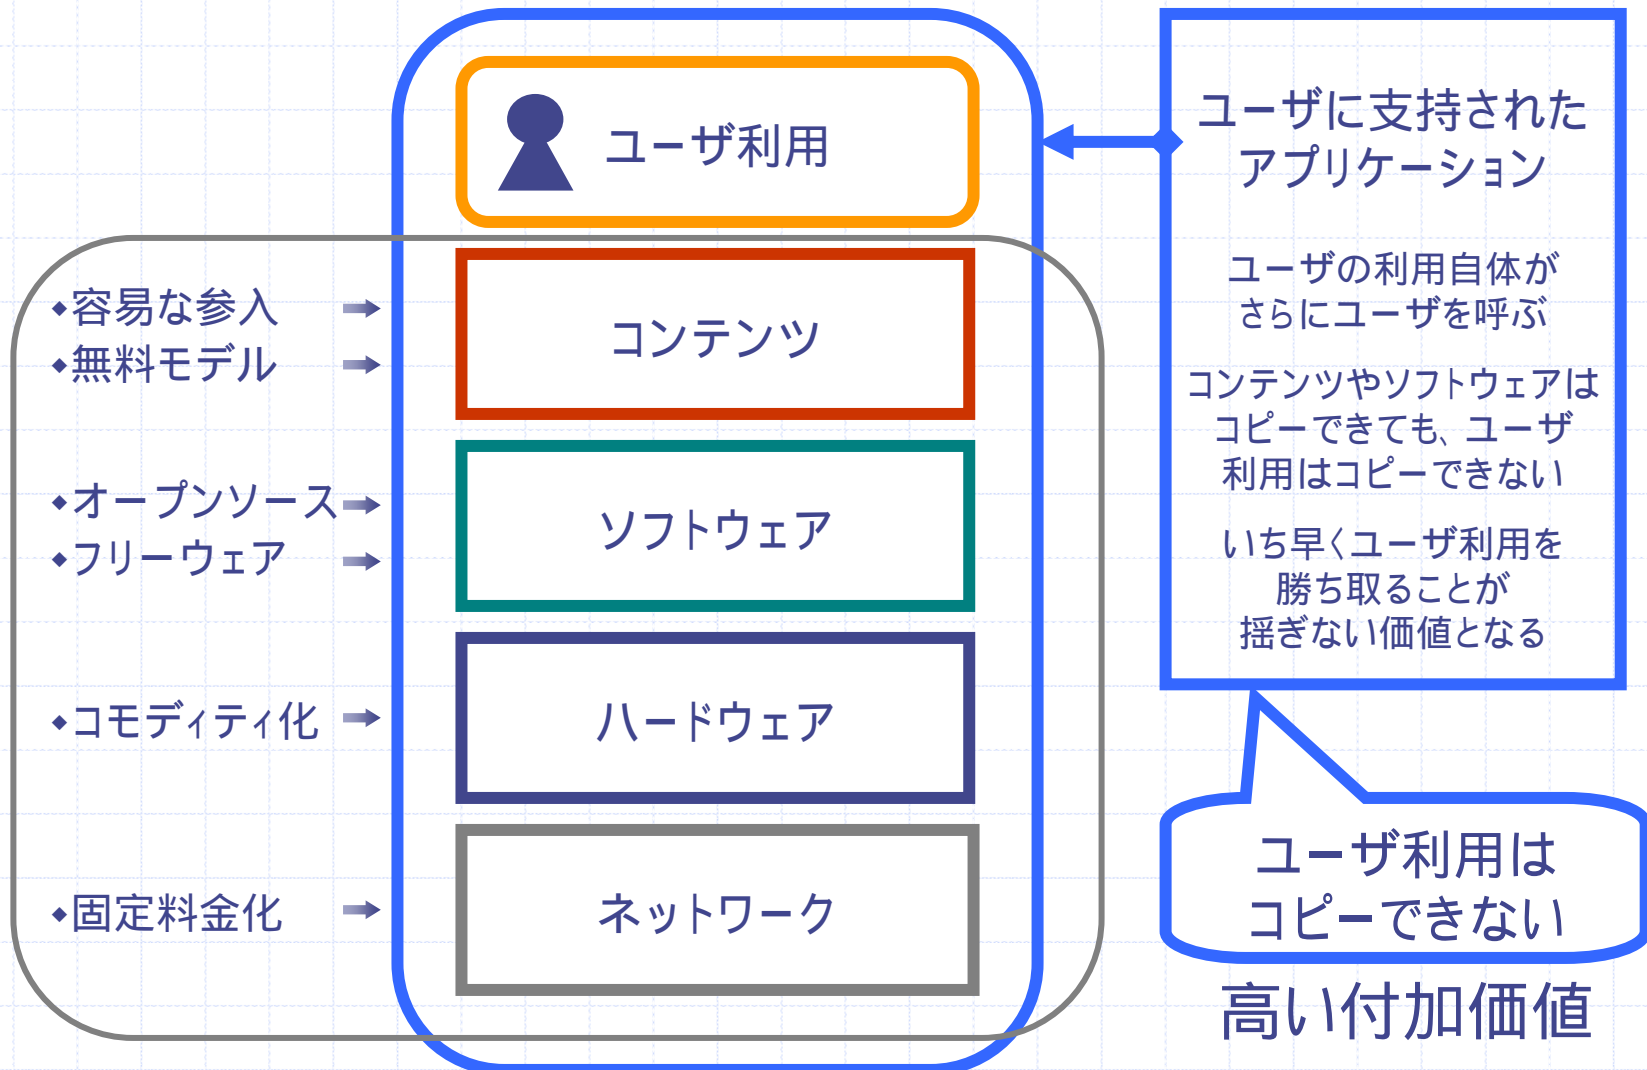 ユーザ利用
◆容易な参入
◆無料モデル
コンテンツ
◆オープンソース
◆フリーウェア
ソフトウェア
◆コモディティ化
ハードウェア
◆固定料金化
ネットワーク
ユーザに支持された
アプリケーション
ユーザの利用自体が
さらにユーザを呼ぶ
コンテンツやソフトウェアは
コピーできても、ユーザ
利用はコピーできない
いち早くユーザ利用を
勝ち取ることが
揺ぎない価値となる
ユーザ利用は
コピーできない
高い付加価値